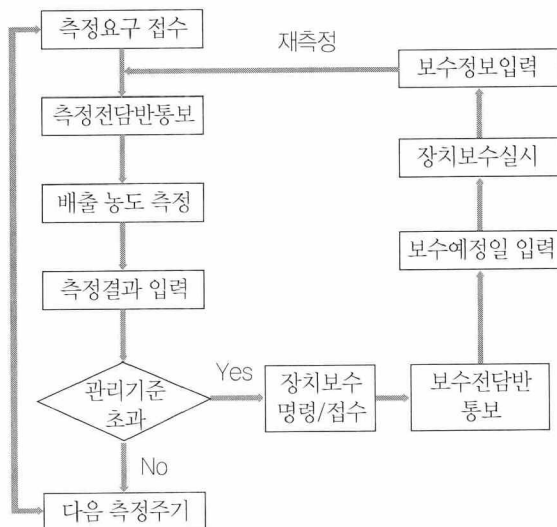 측정요구 접수
재측정
보수정보입력
측정전담반통보
장치보수실시
배출 농도 측정
보수예정일 입력
측정결과 입력
관리기준
초과
Yes
장치보수
명령/접수
보수전담반
통보
No
다음 측정주기